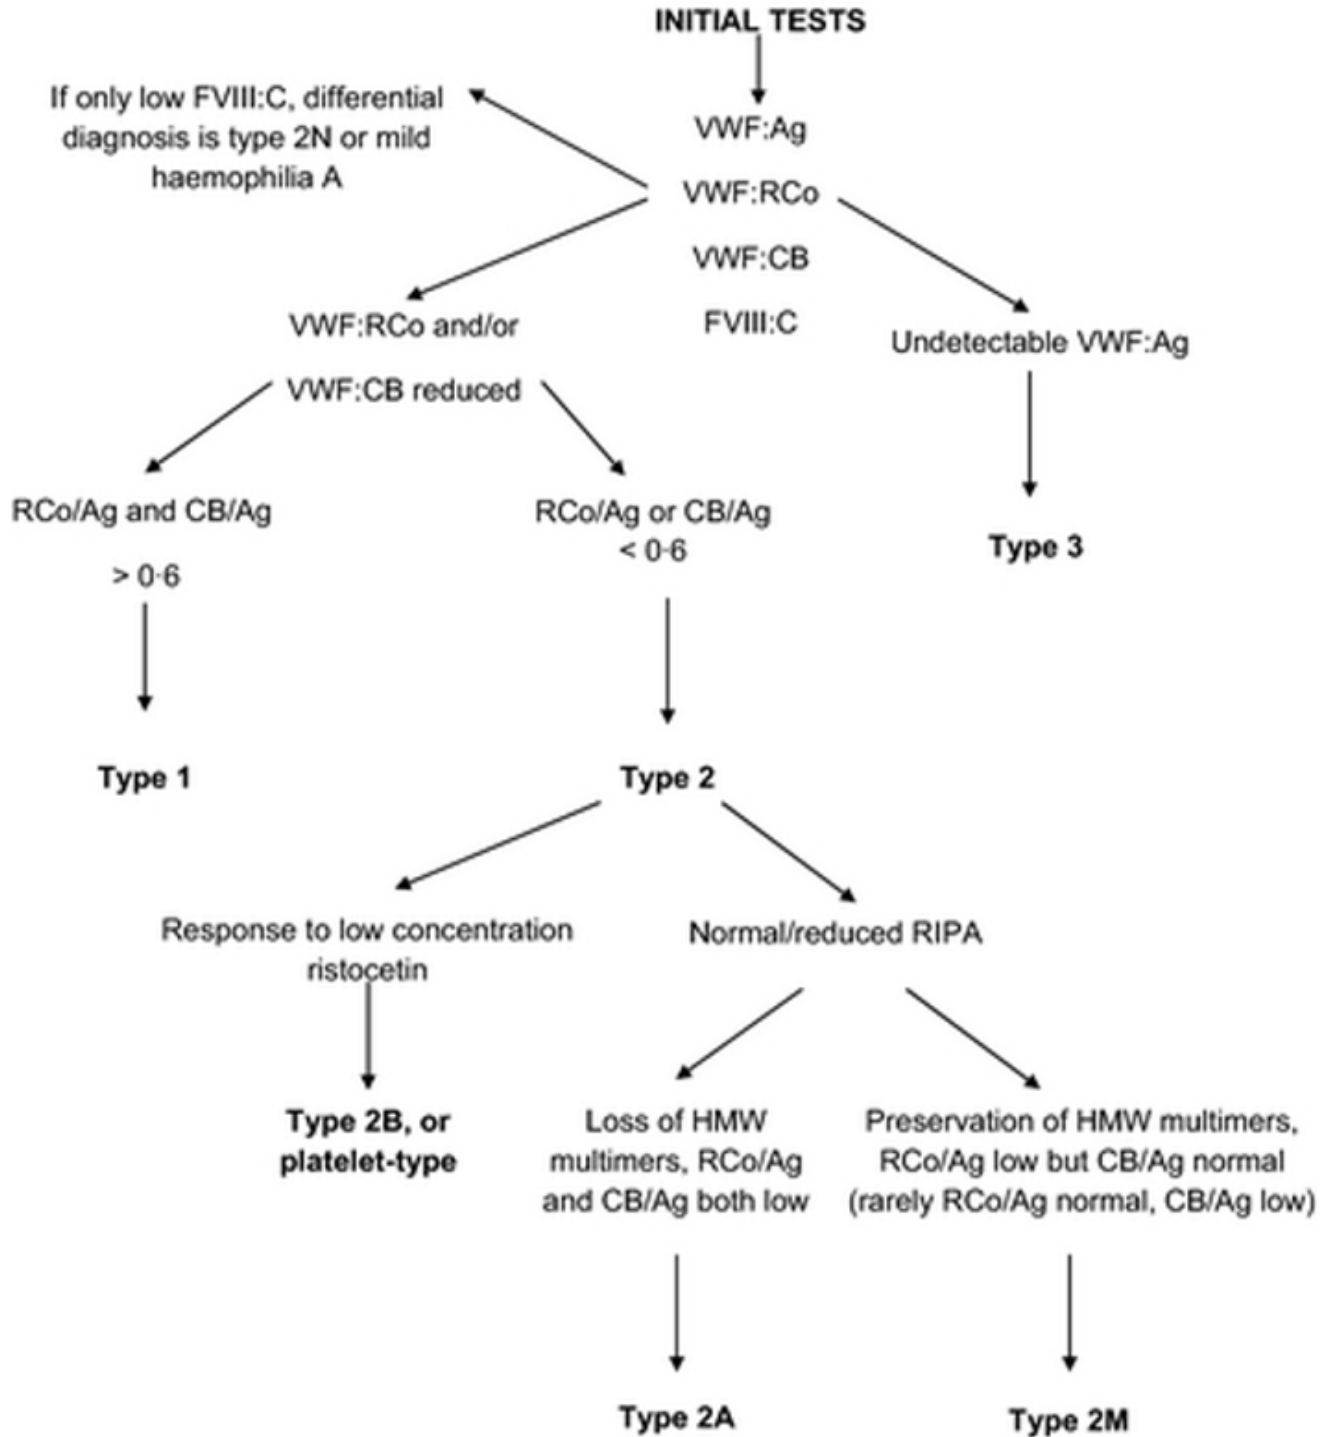 INITIAL TESTS
If only low FVIII:C, differential
diagnosis is type 2N or mild
haemophilia A
VWF:Ag
VWF:RCo
VWF:CB
FVIII:C
VWF:RCo and/or
VWF:CB reduced
Undetectable VWF:Ag
RCo/Ag and CB/Ag
> 0·6
RCo/Ag or CB/Ag
< 0·6
Type 3
Type 1
Type 2
Response to low concentration
ristocetin
Normal/reduced RIPA
Type 2B, or
platelet-type
Loss of HMW
multimers, RCo/Ag
and CB/Ag both low
Preservation of HMW multimers,
RCo/Ag low but CB/Ag normal
(rarely RCo/Ag normal, CB/Ag low)
Type 2A
Type 2M